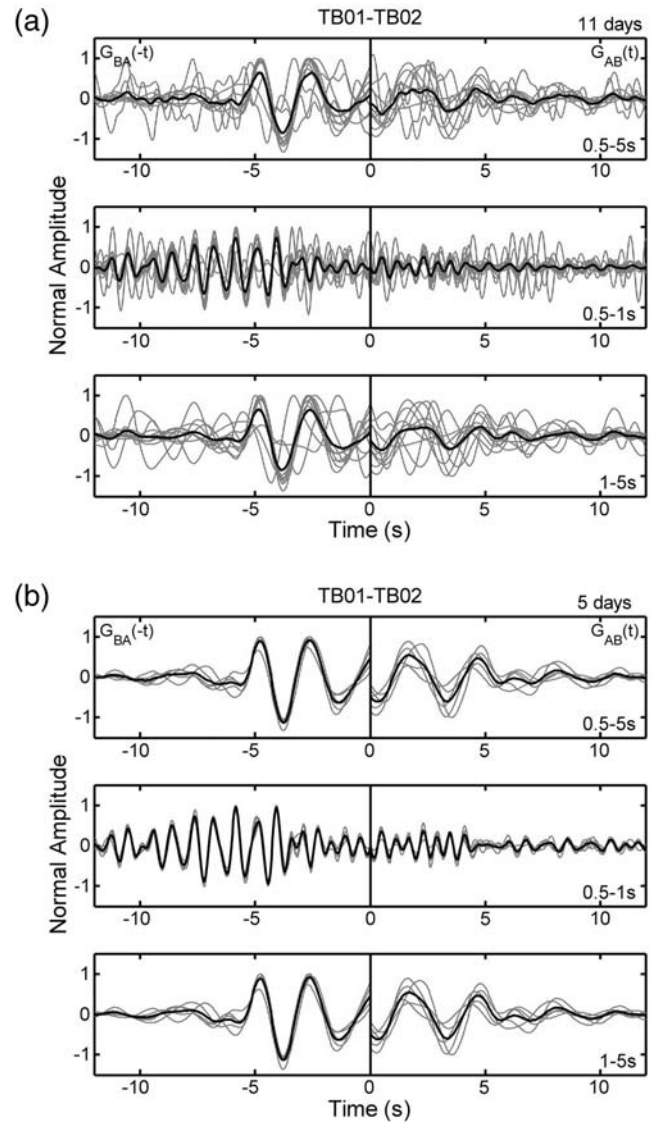 (a)
TB01-TB02
11 days
G_BA(-t)
G_AB(t)
1
0
-1
0.5-5s
-10 -5 0 5 10
Normal Amplitude
1
0
-1
0.5-1s
-10 -5 0 5 10
1
0
-1
1-5s
-10 -5 0 5 10
Time (s)
(b)
TB01-TB02
5 days
G_BA(-t)
G_AB(t)
1
0
-1
0.5-5s
-10 -5 0 5 10
Normal Amplitude
1
0
-1
0.5-1s
-10 -5 0 5 10
1
0
-1
1-5s
-10 -5 0 5 10
Time (s)